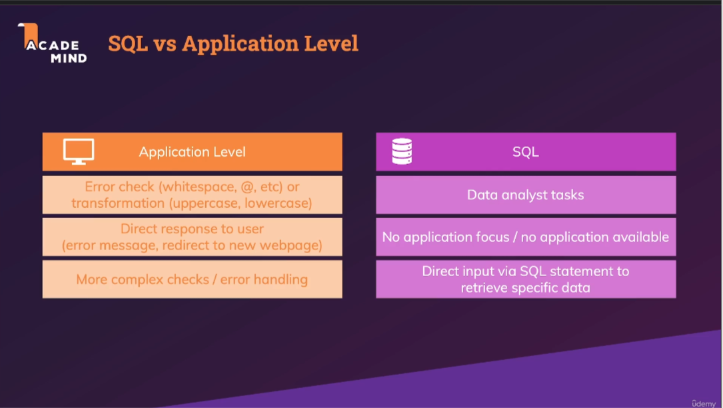 ACADE
MIND
SQL vs Application Level
Application Level
Error check (whitespace, @, etc) or
transformation (uppercase, lowercase)
Direct response to user
(error message, redirect to new webpage)
More complex checks / error handling
SQL
Data analyst tasks
No application focus / no application available
Direct input via SQL statement to
retrieve specific data
ûdemy